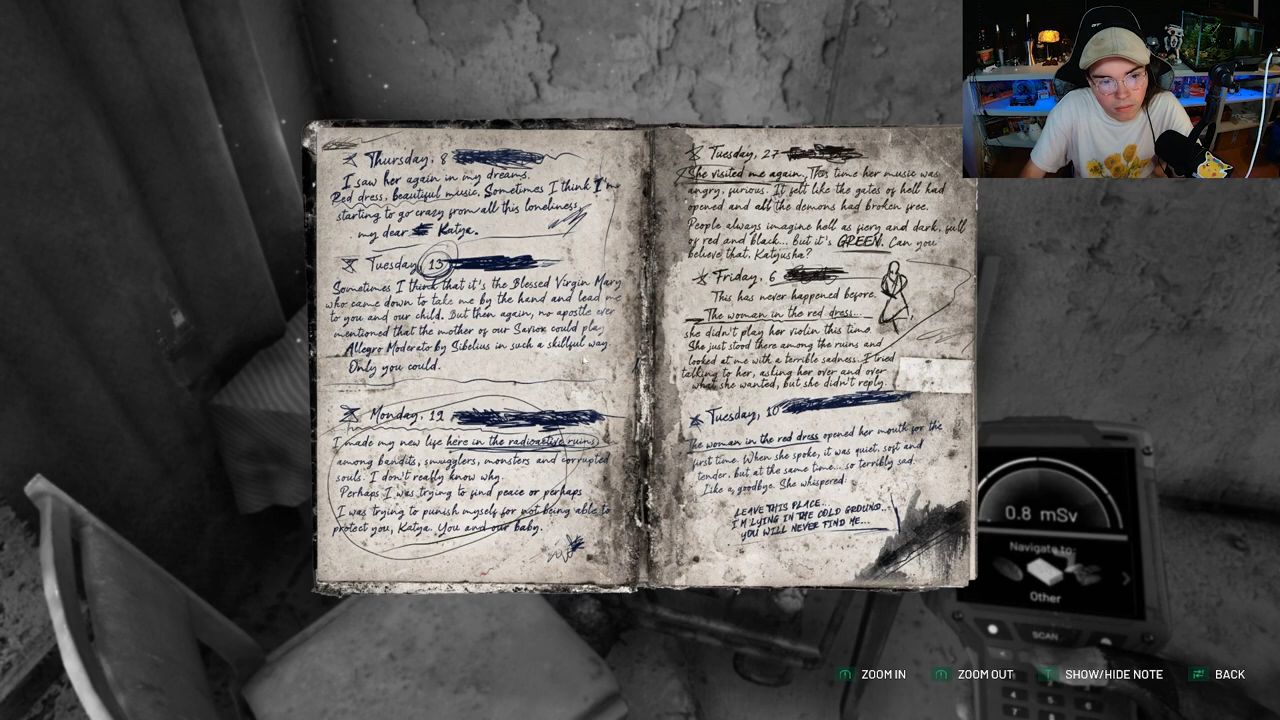 Thursday, 8
I saw her again in my dreams.
Red dress, beautiful music. Sometimes I think I'm
starting to go crazy from all this loneliness,
my dear Katya.
Tuesday, 13
Sometimes I think that it's the Blessed Virgin Mary
who came down to take me by the hand and lead me
to you and our child. But then again, no apostle ever
mentioned that the mother of our Savior could play
Allegro Moderato by Sibelius in such a skillful way
Only you could.
Monday, 19
I made my new life here in the radioactive ruins,
among bandits, smugglers, monsters and corrupted
souls. I don't really know why.
Perhaps I was trying to find peace or perhaps
I was trying to punish myself for not being able to
protect you, Katya. You and our baby.
Tuesday, 27
She visited me again. This time her music was
angry, furious. It felt like the gates of hell had
opened and all the demons had broken free.
People always imagine hell as fiery and dark, full
of red and black... But it's GREEN. Can you
believe that, Katyusha?
Friday, 6
This has never happened before.
The woman in the red dress...
she didn't play her violin this time.
She just stood there among the ruins and
looked at me with a terrible sadness. I tried
talking to her, asking her over and over
what she wanted, but she didn't reply.
Tuesday, 10
The woman in the red dress opened her mouth for the
first time. When she spoke, it was quiet, soft and
tender, but at the same time... so terribly sad.
Like a goodbye. She whispered:
LEAVE THIS PLACE...
I'M LYING IN THE COLD GROUND...
YOU WILL NEVER FIND ME...
0.8 mSv
Navigate to:
Other
SCAN
ZOOM IN
ZOOM OUT
SHOW/HIDE NOTE
BACK